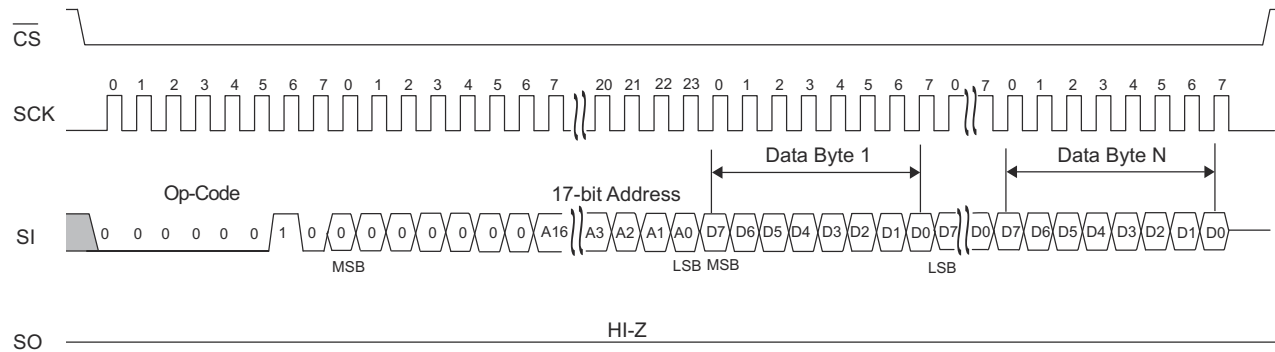 CS
0 1 2 3 4 5 6 7 0 1 2 3 4 5 6 7 20 21 22 23 0 1 2 3 4 5 6 7 0 7 0 1 2 3 4 5 6 7
SCK
Data Byte 1 Data Byte N
Op-Code 17-bit Address
SI 0 0 0 0 0 0 1 0 0 0 0 0 0 0 0 A16 A3 A2 A1 A0 D7 D6 D5 D4 D3 D2 D1 D0 D7 D0 D7 D6 D5 D4 D3 D2 D1 D0
MSB LSB MSB LSB
HI-Z
SO